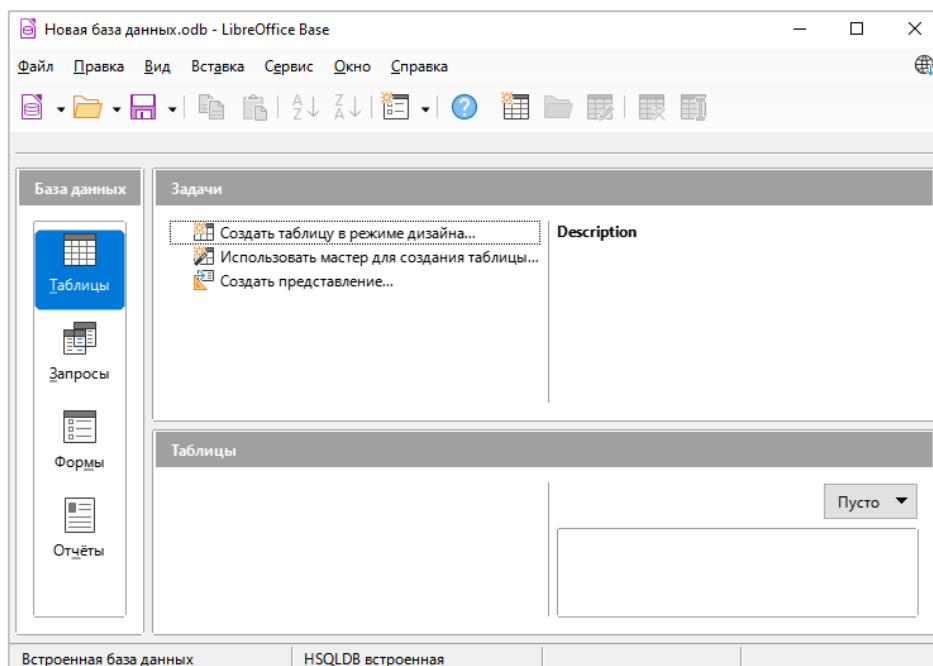 Новая база данных.odb - LibreOffice Base
Файл Правка Вид Вставка Сервис Окно Справка
База данных
Задачи
Таблицы
Запросы
Формы
Отчёты
Создать таблицу в режиме дизайна...
Использовать мастер для создания таблицы...
Создать представление...
Description
Таблицы
Пусто
Встроенная база данных
HSQLDB встроенная